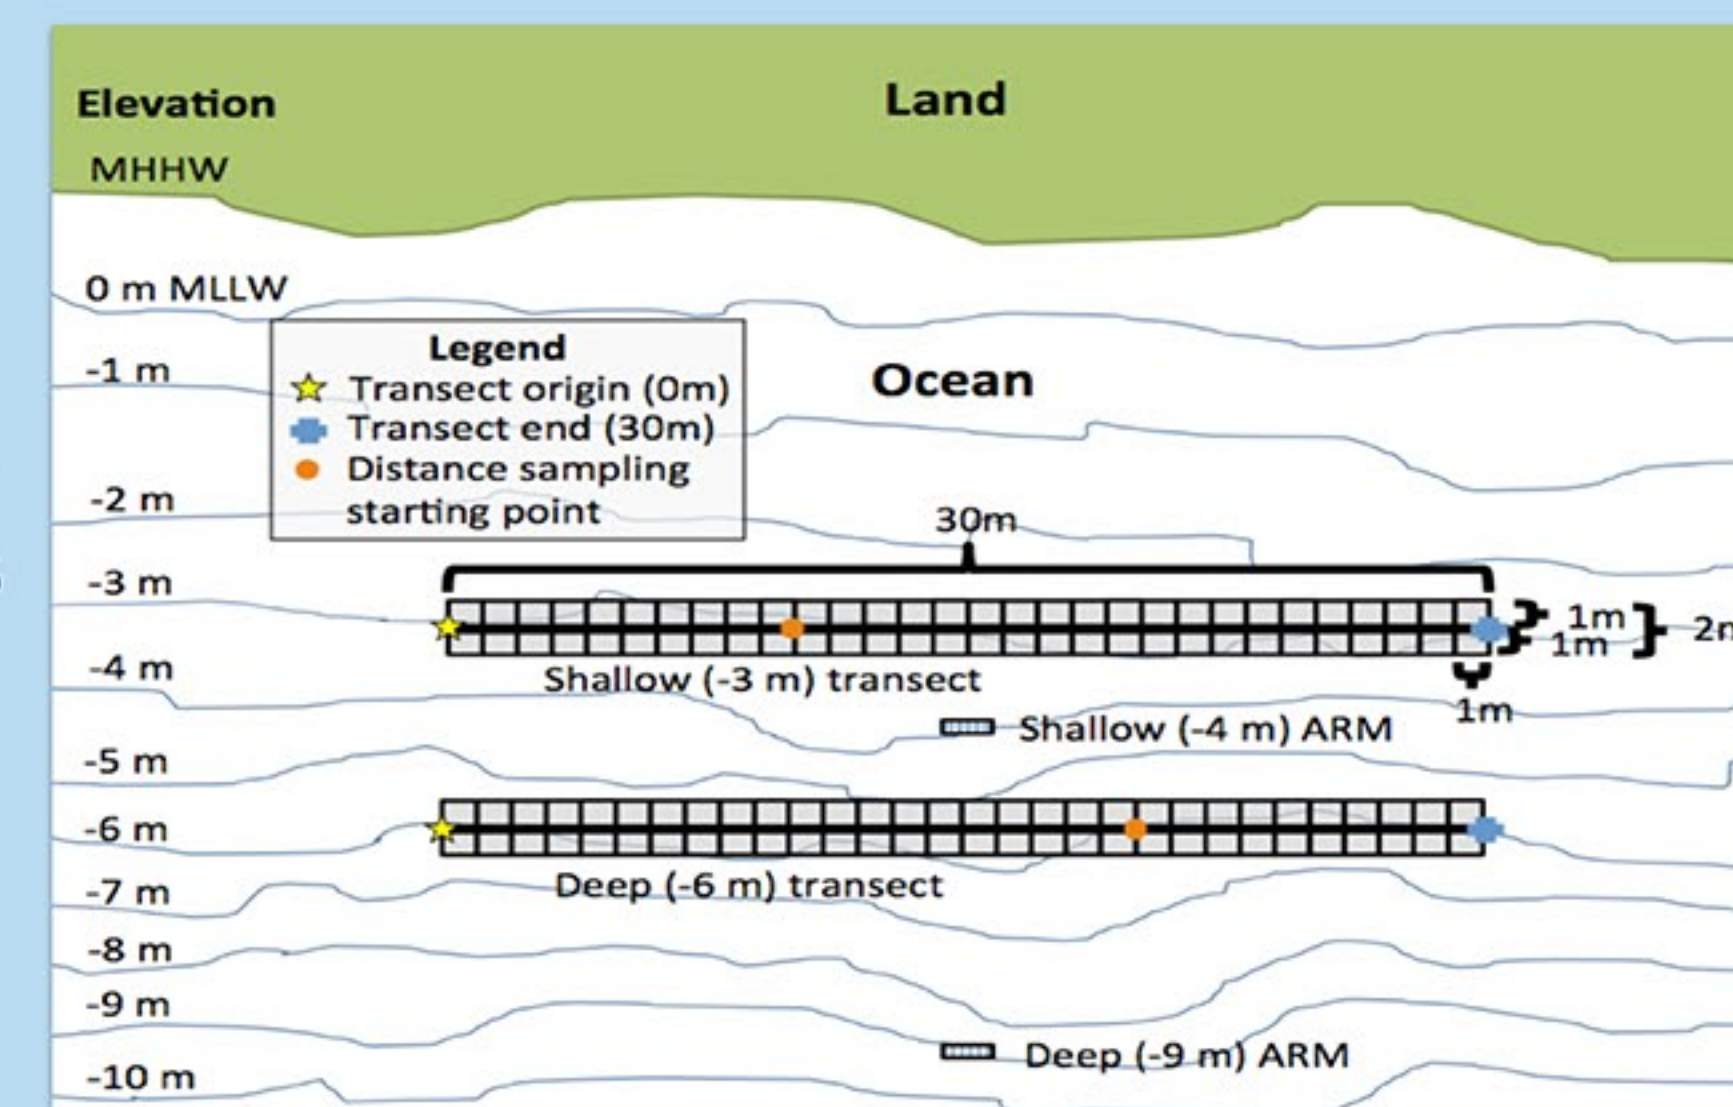 Land
Elevation
MHHW
0 m MLLW
Legend
Transect origin (0m)
Transect end (30m)
Distance sampling
starting point
-1 m
Ocean
-2 m
30m
-3 m
1m
1m
Shallow (-3 m) transect
-4 m
1m
Shallow (-4 m) ARM
-5 m
-6 m
Deep (-6 m) transect
-7 m
-8 m
-9 m
Deep (-9 m) ARM
-10 m